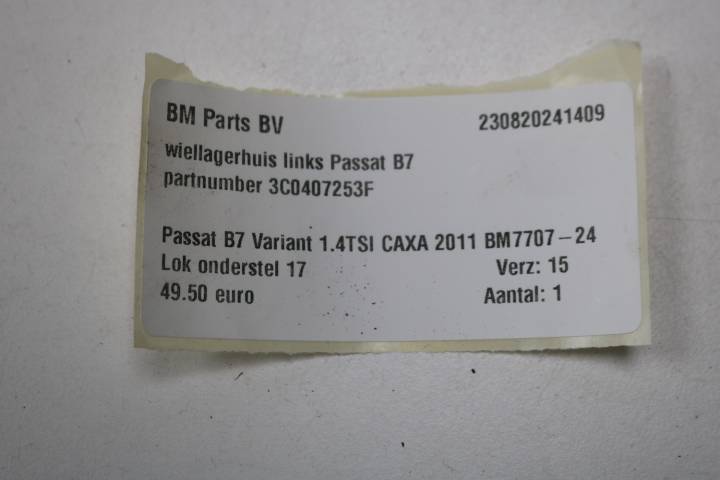 BM Parts BV 230820241409
wiellagerhuis links Passat B7
partnumber 3C0407253F
Passat B7 Variant 1.4TSI CAXA 2011 BM7707-24
Lok onderstel 17 Verz: 15
49.50 euro Aantal: 1